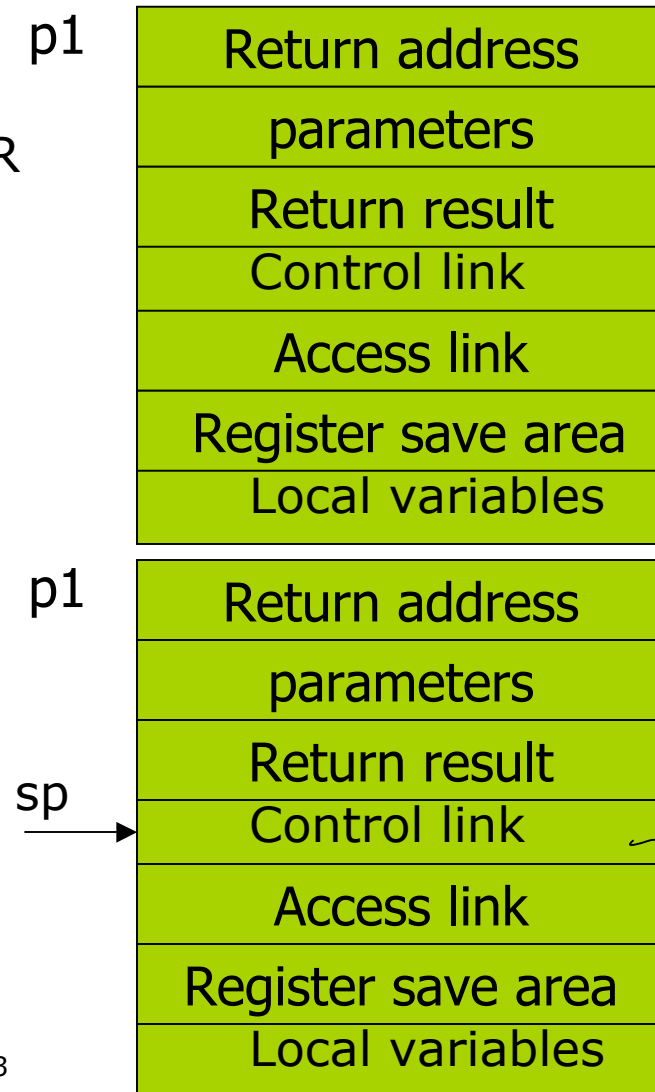 p1
Return address
parameters
R
Return result
Control link
Access link
Register save area
Local variables
p1
Return address
parameters
Return result
sp
Control link
Access link
Register save area
Local variables
3